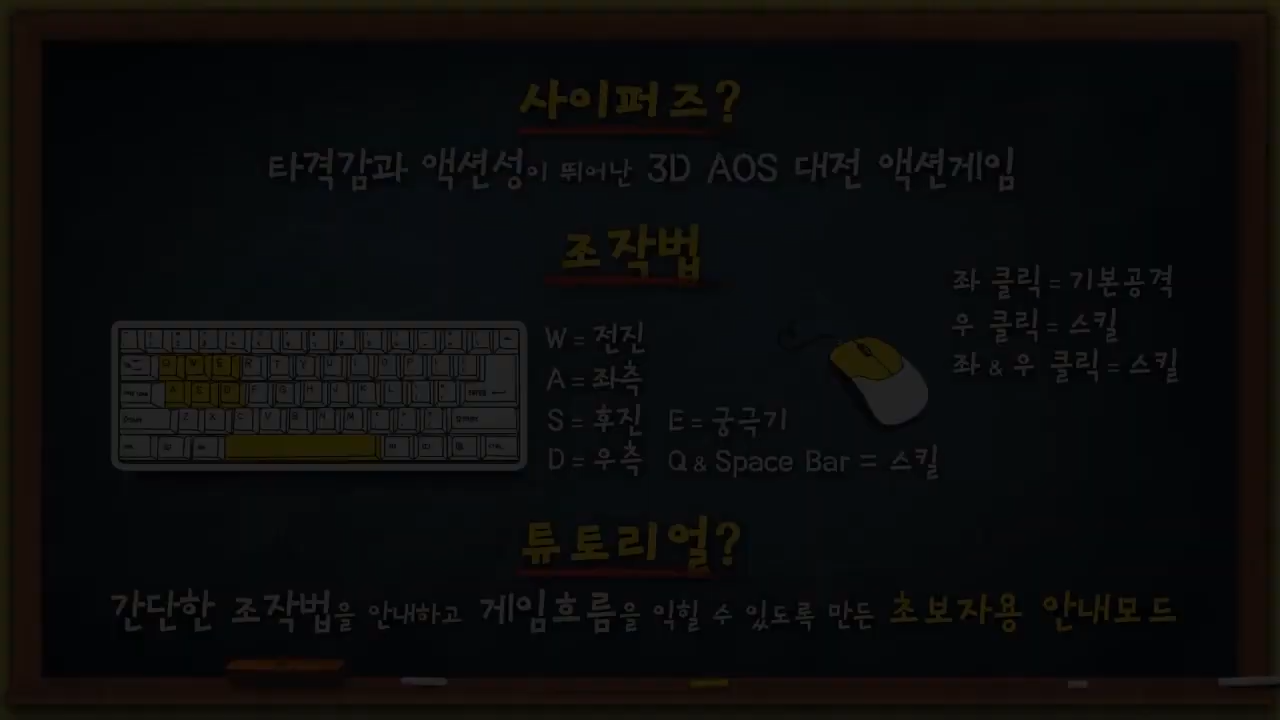 사이퍼즈?
타격감과 액션성이 뛰어난 3D AOS 대전 액션게임
조작법
좌 클릭 = 기본공격
우 클릭 = 스킬
좌 & 우 클릭 = 스킬
W = 전진
A = 좌측
S = 후진 E = 궁극기
D = 우측 Q & Space Bar = 스킬
튜토리얼?
간단한 조작법을 안내하고 게임흐름을 익힐 수 있도록 만든 초보자용 안내모드